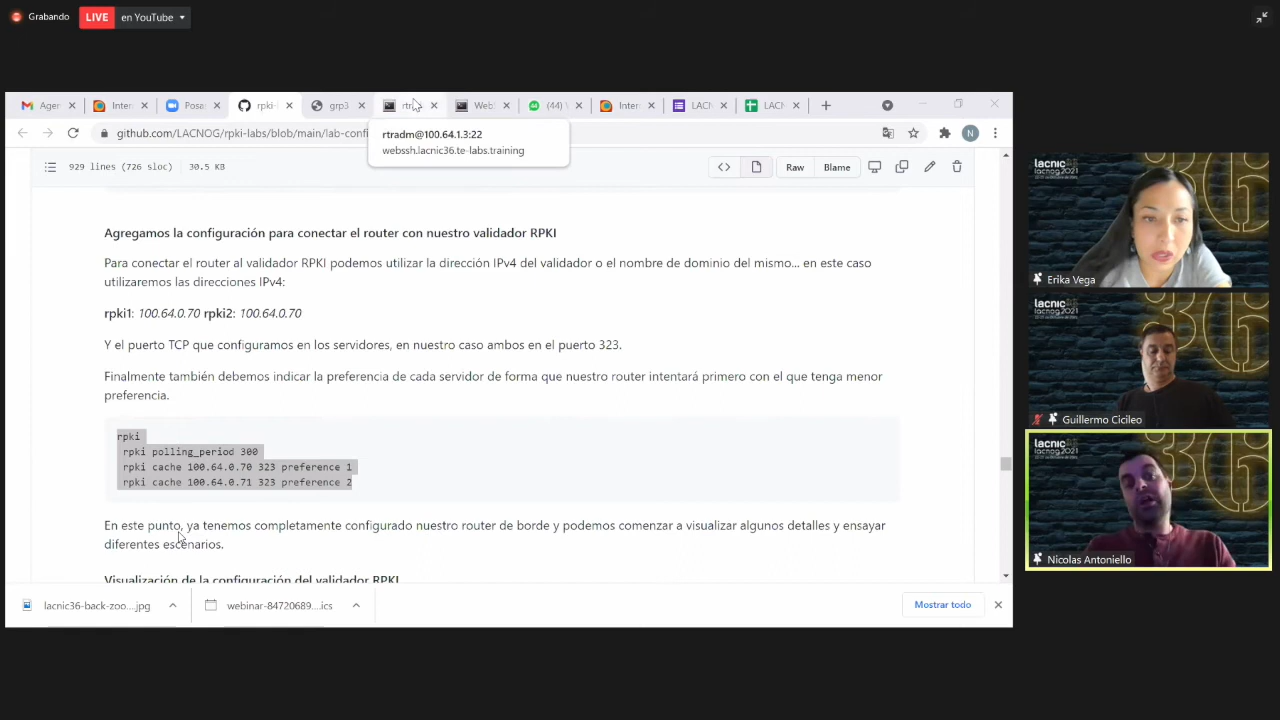 Grabando
LIVE en YouTube
Agen
Inter
Posa
rpki-
grp3
rtr
Web
(44)
Inter
LACN
LACN
github.com/LACNOG/rpki-labs/blob/main/lab-confi
N
rtradm@100.64.1.3:22
webssh.lacnic36.te-labs.training
929 lines (726 sloc) 30.5 KB
Raw
Blame
Agregamos la configuración para conectar el router con nuestro validador RPKI
Para conectar el router al validador RPKI podemos utilizar la dirección IPv4 del validador o el nombre de dominio del mismo... en este caso
utilizaremos las direcciones IPv4:
rpki1: 100.64.0.70 rpki2: 100.64.0.70
Y el puerto TCP que configuramos en los servidores, en nuestro caso ambos en el puerto 323.
Finalmente también debemos indicar la preferencia de cada servidor de forma que nuestro router intentará primero con el que tenga menor
preferencia.
rpki
rpki polling_period 300
rpki cache 100.64.0.70 323 preference 1
rpki cache 100.64.0.71 323 preference 2
En este punto, ya tenemos completamente configurado nuestro router de borde y podemos comenzar a visualizar algunos detalles y ensayar
diferentes escenarios.
Visualización de la configuración del validador RPKI
lacnic36-back-zoo....jpg
webinar-84720689....ics
Mostrar todo
lacnic
lacnog2021
Erika Vega
lacnic
lacnog2021
Guillermo Cicileo
lacnic
lacnog2021
Nicolas Antoniello